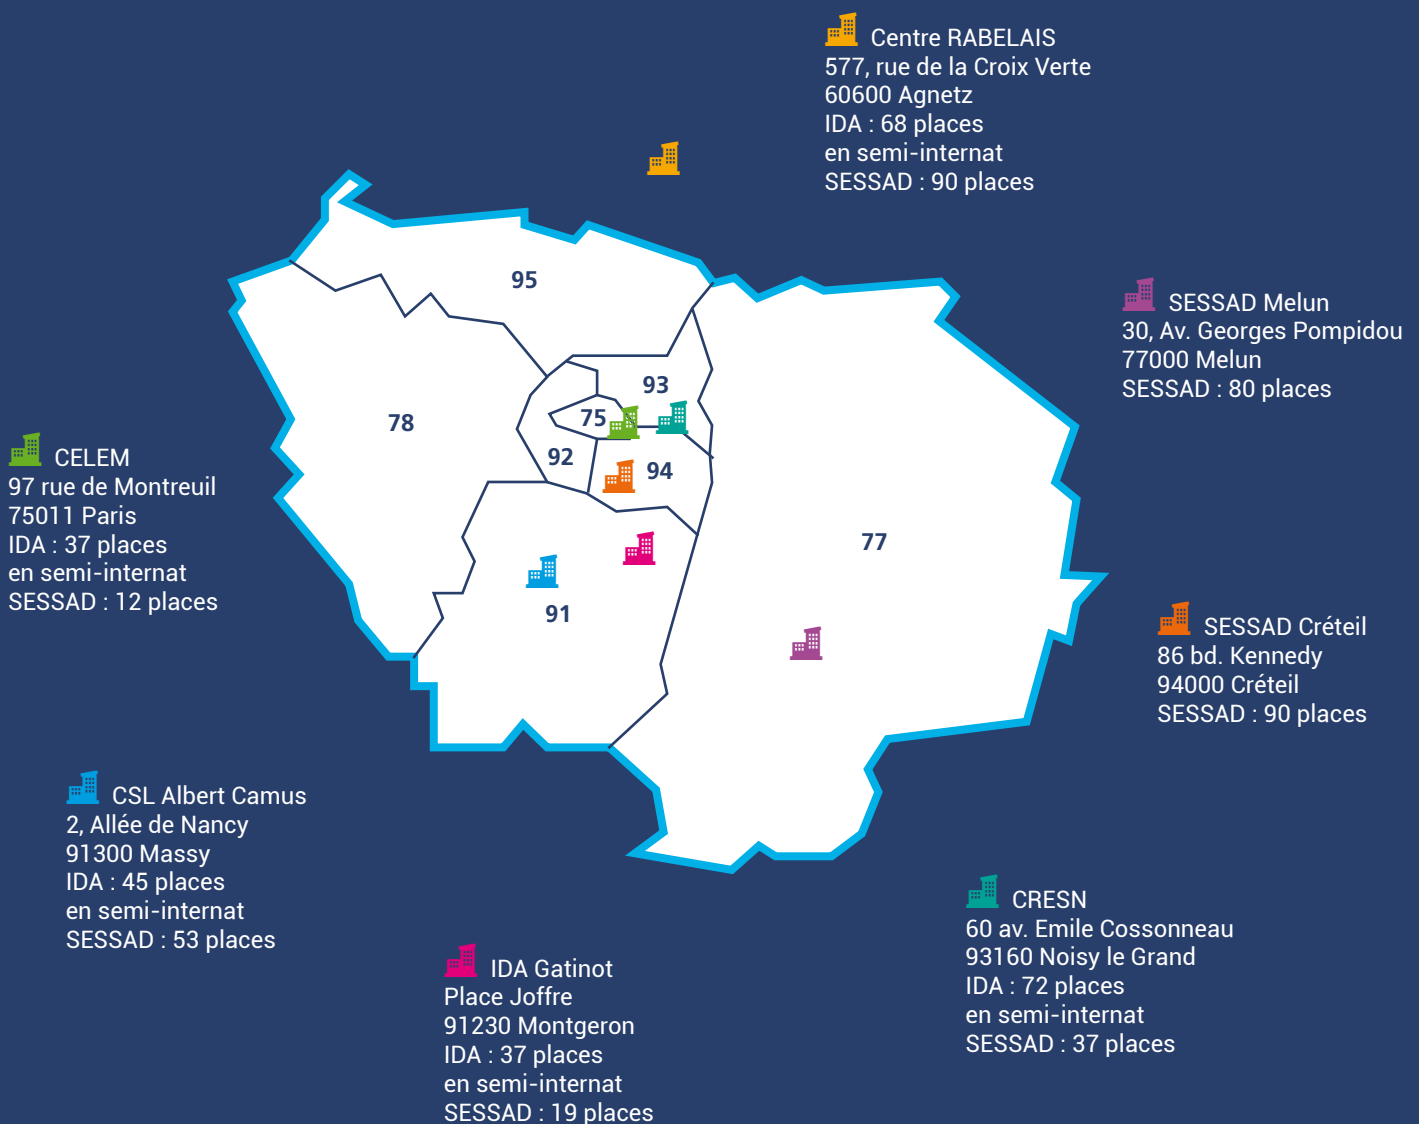 Centre RABELAIS
577, rue de la Croix Verte
60600 Agnetz
IDA : 68 places
en semi-internat
SESSAD : 90 places
SESSAD Melun
30, Av. Georges Pompidou
77000 Melun
SESSAD : 80 places
95
93
75
78
92
94
77
91
CELEM
97 rue de Montreuil
75011 Paris
IDA : 37 places
en semi-internat
SESSAD : 12 places
SESSAD Créteil
86 bd. Kennedy
94000 Créteil
SESSAD : 90 places
CSL Albert Camus
2, Allée de Nancy
91300 Massy
IDA : 45 places
en semi-internat
SESSAD : 53 places
IDA Gatinot
Place Joffre
91230 Montgeron
IDA : 37 places
en semi-internat
SESSAD : 19 places
CRESN
60 av. Emile Cossonneau
93160 Noisy le Grand
IDA : 72 places
en semi-internat
SESSAD : 37 places